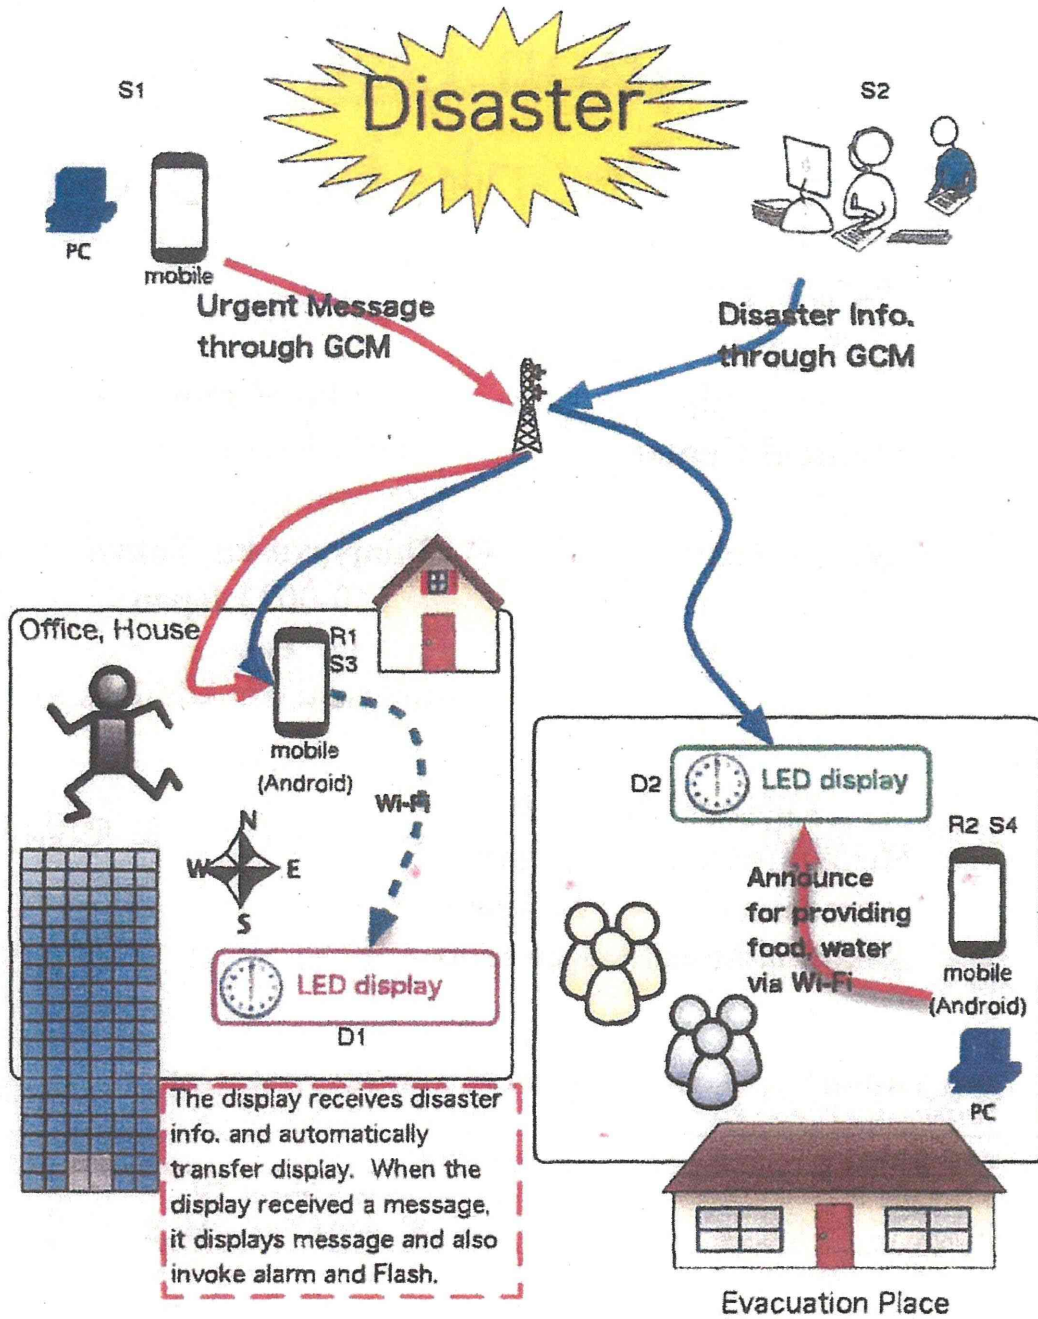 Disaster
S1
S2
PC
mobile
Urgent Message
through GCM
Disaster Info.
through GCM
Office, House
R1
S3
mobile
(Android)
Wi-Fi
N
W
E
S
LED display
D1
D2
LED display
R2 S4
Announce
for providing
food, water
via Wi-Fi
mobile
(Android)
PC
The display receives disaster
info. and automatically
transfer display. When the
display received a message,
it displays message and also
invoke alarm and Flash.
Evacuation Place